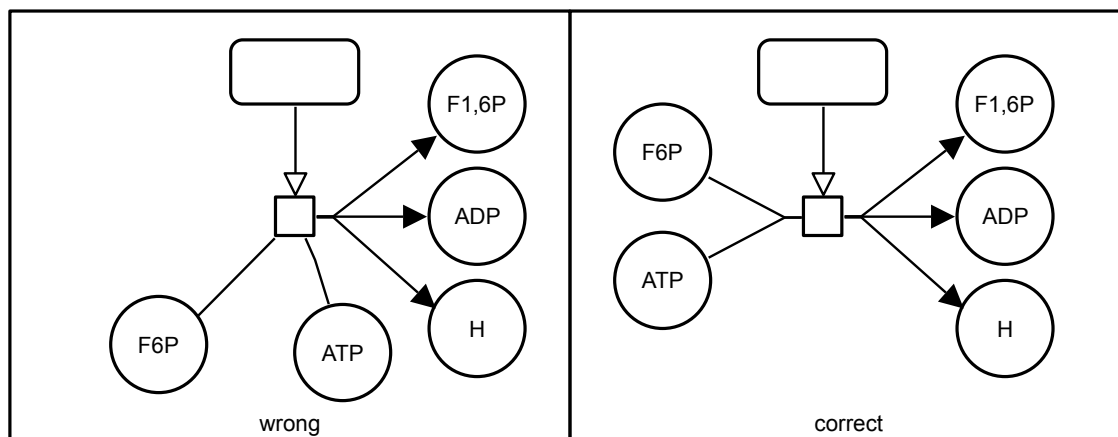 F1,6P
ADP
H
F6P
ATP
wrong
F6P
ATP
F1,6P
ADP
H
correct